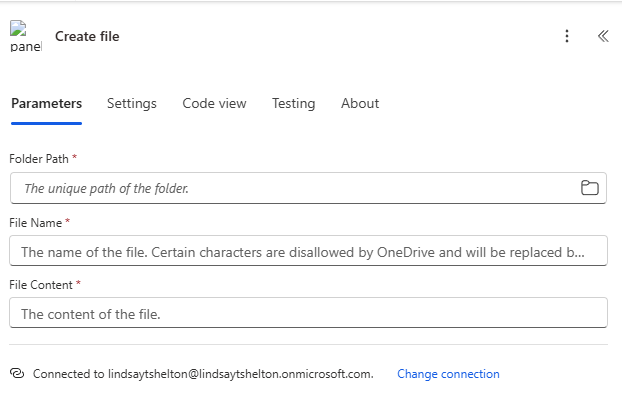 panel
Create file
Parameters Settings Code view Testing About
Folder Path *
The unique path of the folder.
File Name *
The name of the file. Certain characters are disallowed by OneDrive and will be replaced b...
File Content *
The content of the file.
Connected to lindsaytshelton@lindsaytshelton.onmicrosoft.com. Change connection